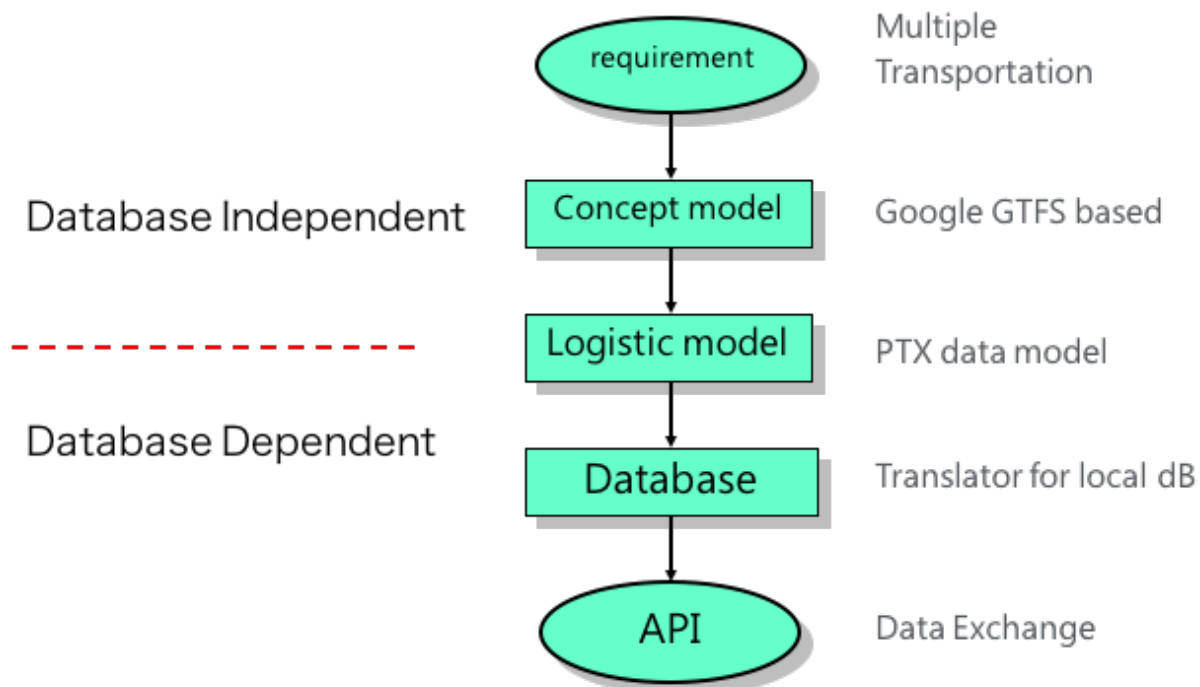 requirement
Multiple
Transportation
Database Independent
Concept model
Google GTFS based
Logistic model
PTX data model
Database Dependent
Database
Translator for local dB
API
Data Exchange